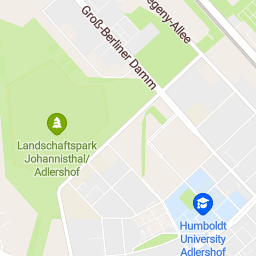 Groß-Berliner Damm
egeny-Allee
Landschaftspark
Johannisthal/
Adlershof
Humboldt
University
Adlershof